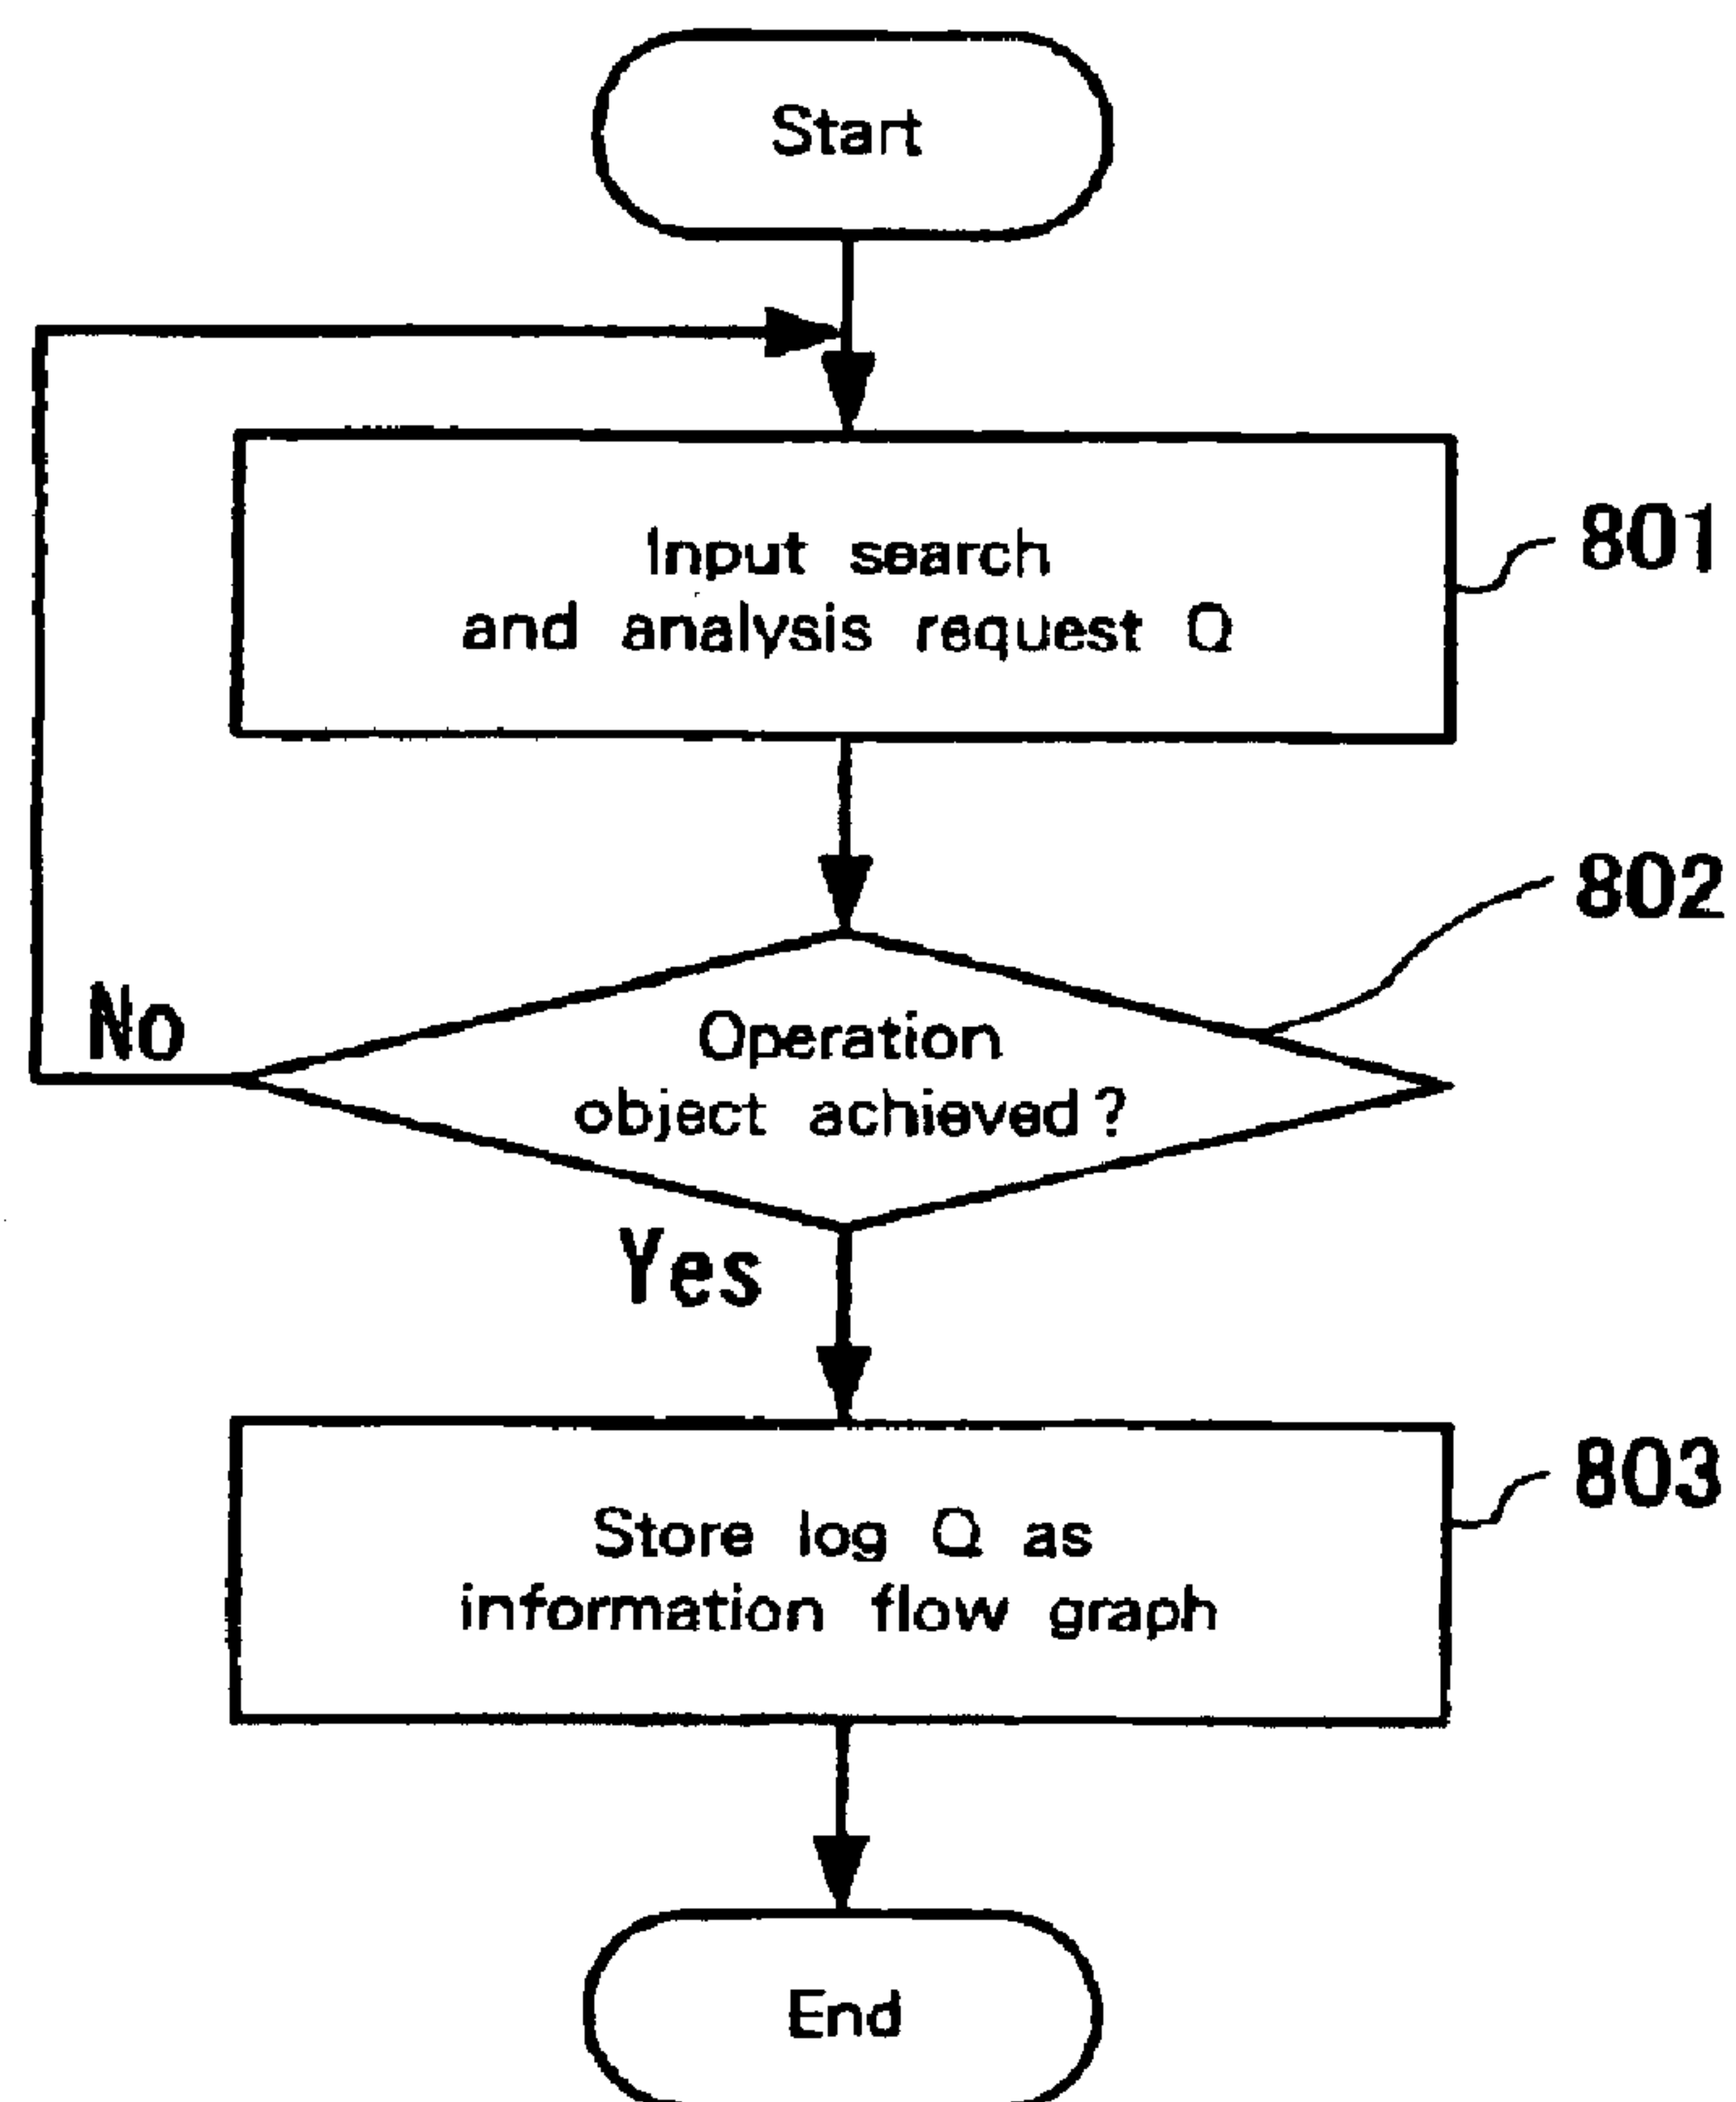 Start
Input search
and analysis request Q
801
802
No
Operation
object achieved?
Yes
Store log Q as
information flow graph
803
End